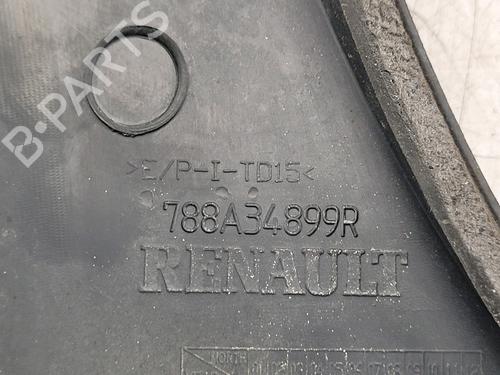 B-PARTS
>E/P-I-TD15<
788A34899R
RENAULT